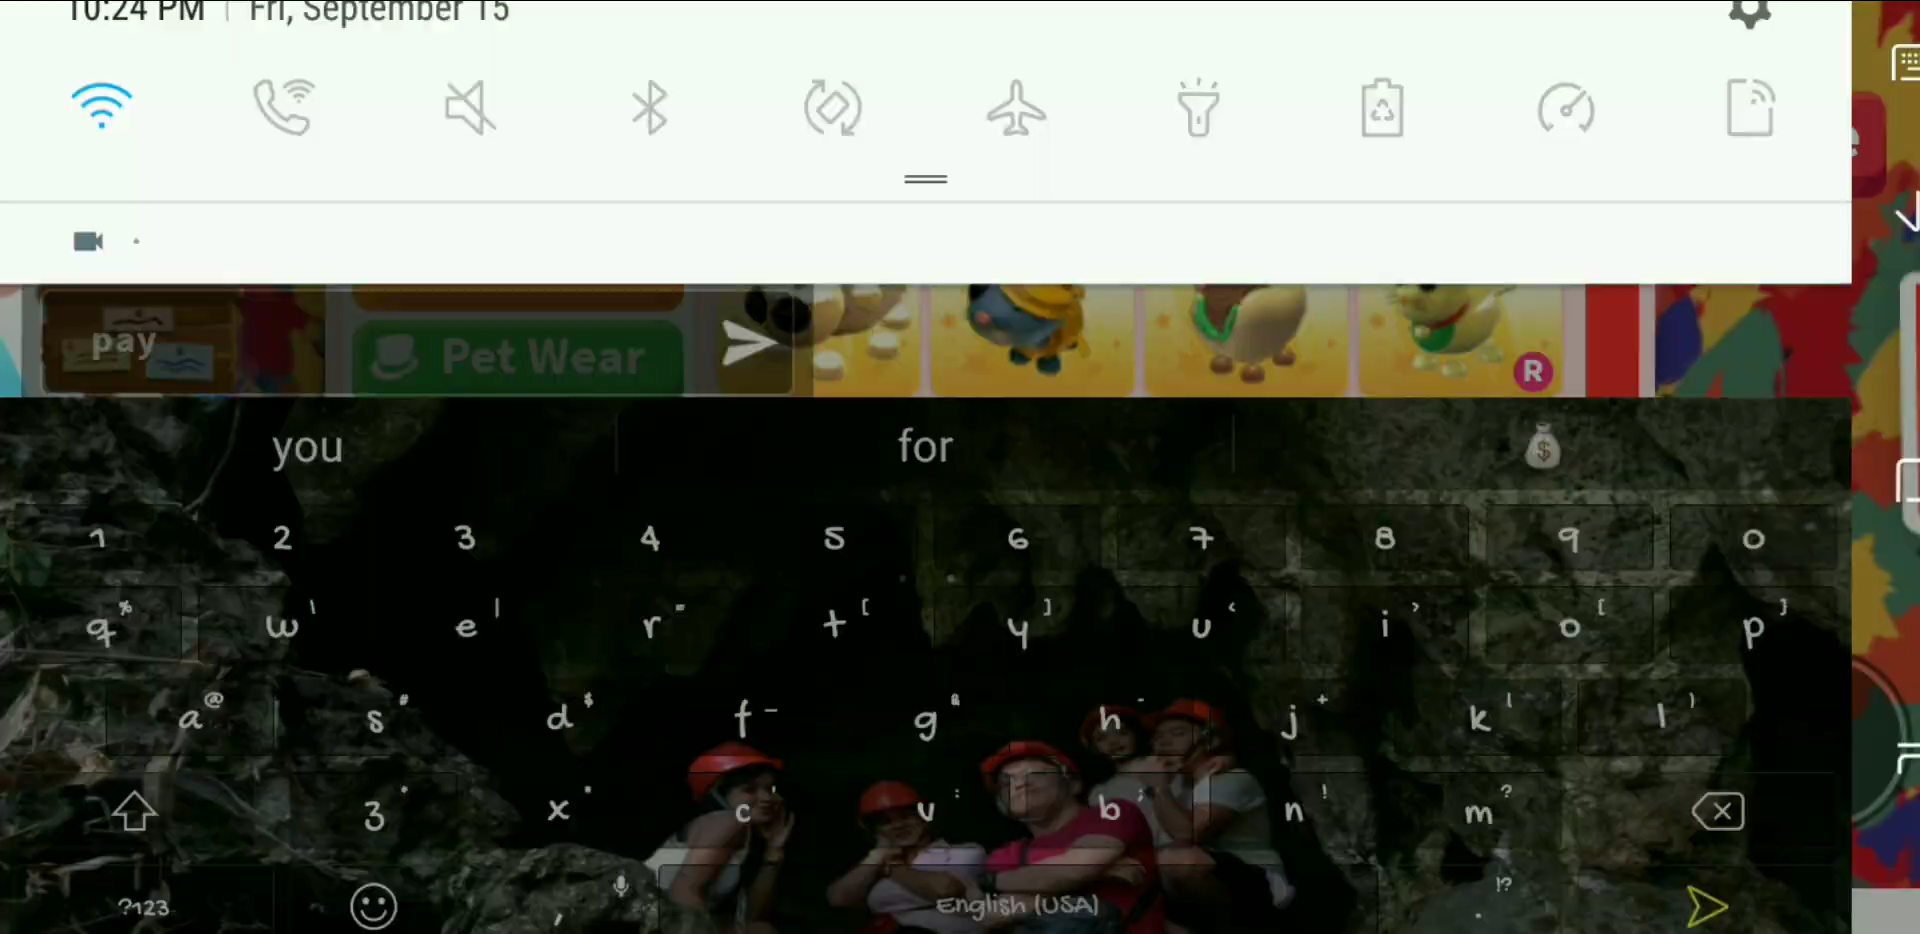 10:24 PM | Fri, September 15
pay
Pet Wear
R
you for
1 2 3 4 5 6 7 8 9 0
q w e r t y u i o p
a s d f g h j k l
z x c v b n m
?123 , English (USA) .